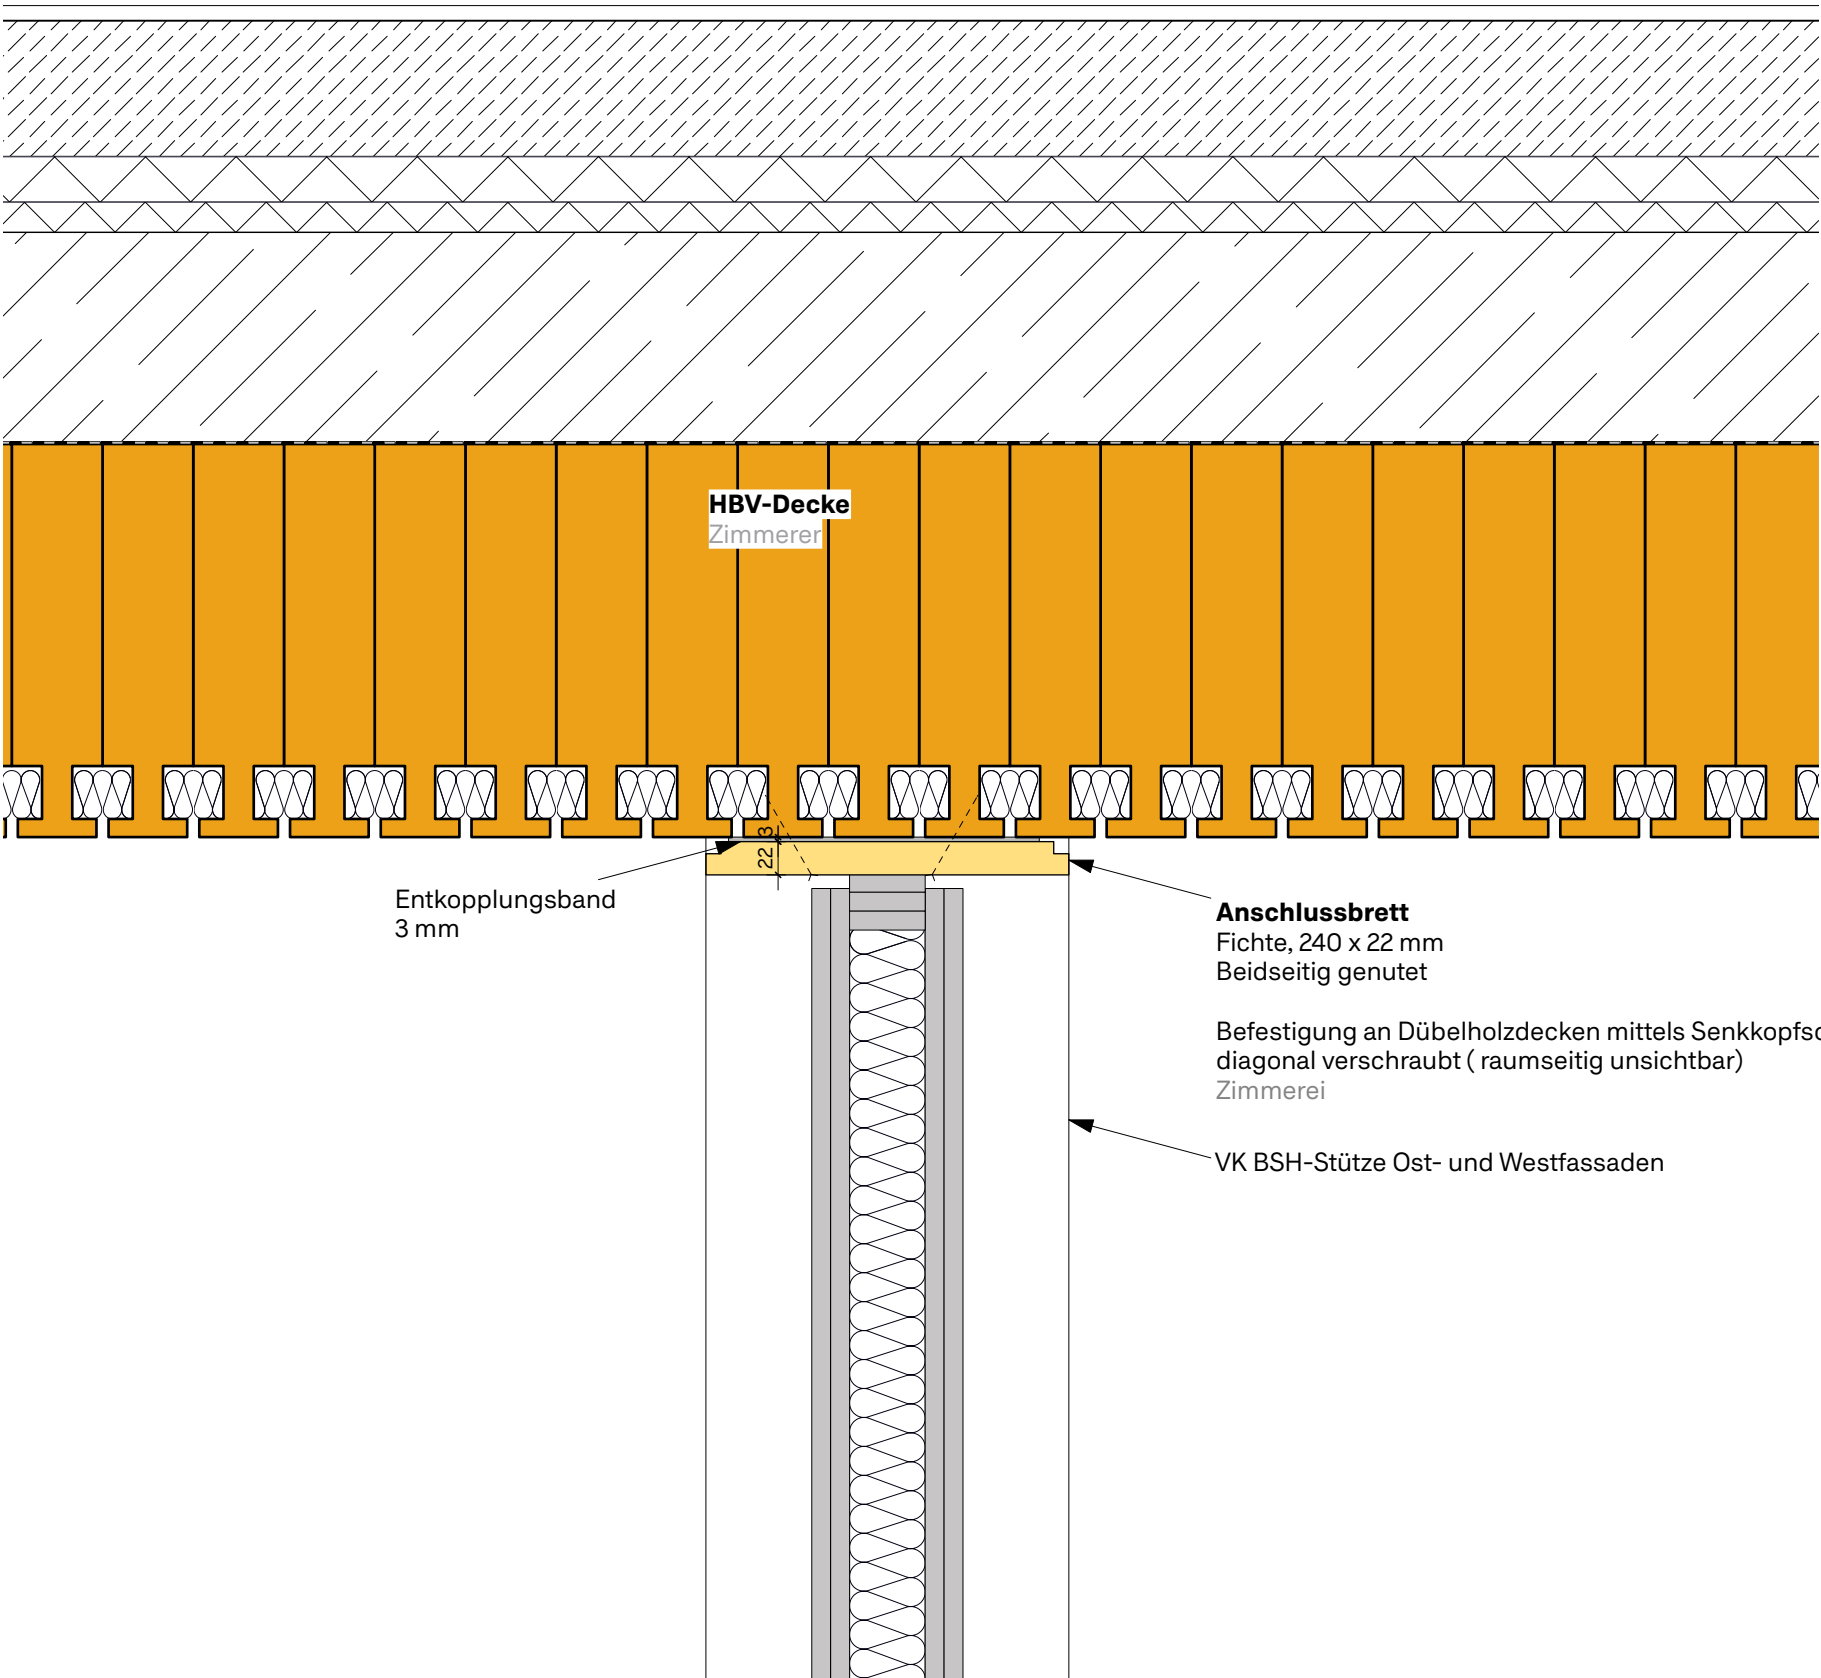 HBV-Decke
Zimmerer
3
22
Entkopplungsband
3 mm
Anschlussbrett
Fichte, 240 x 22 mm
Beidseitig genutet
Befestigung an Dübelholzdecken mittels
diagonal verschraubt ( raumseitig unsichtbar)
Zimmerei
VK BSH-Stütze Ost- und Westfassaden